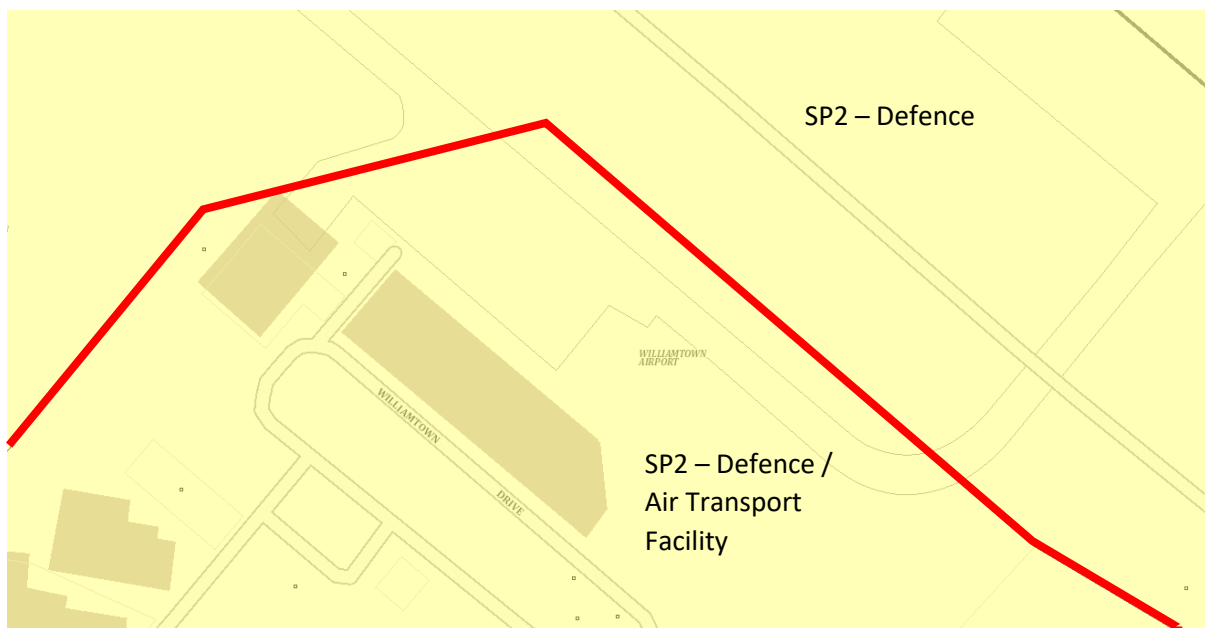 SP2 – Defence
WILLIAMTOWN
AIRPORT
WILLIAMTOWN
DRIVE
SP2 – Defence /
Air Transport
Facility